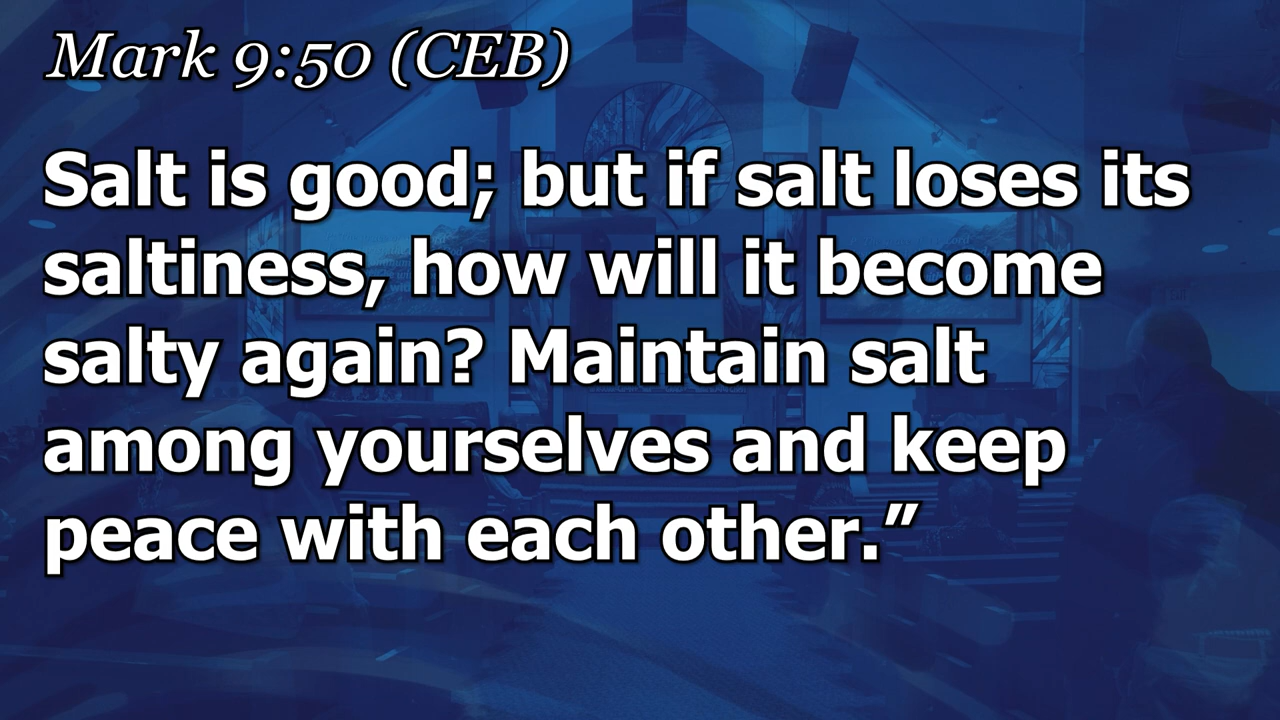 Mark 9:50 (CEB)
Salt is good; but if salt loses its
saltiness, how will it become
salty again? Maintain salt
among yourselves and keep
peace with each other.”